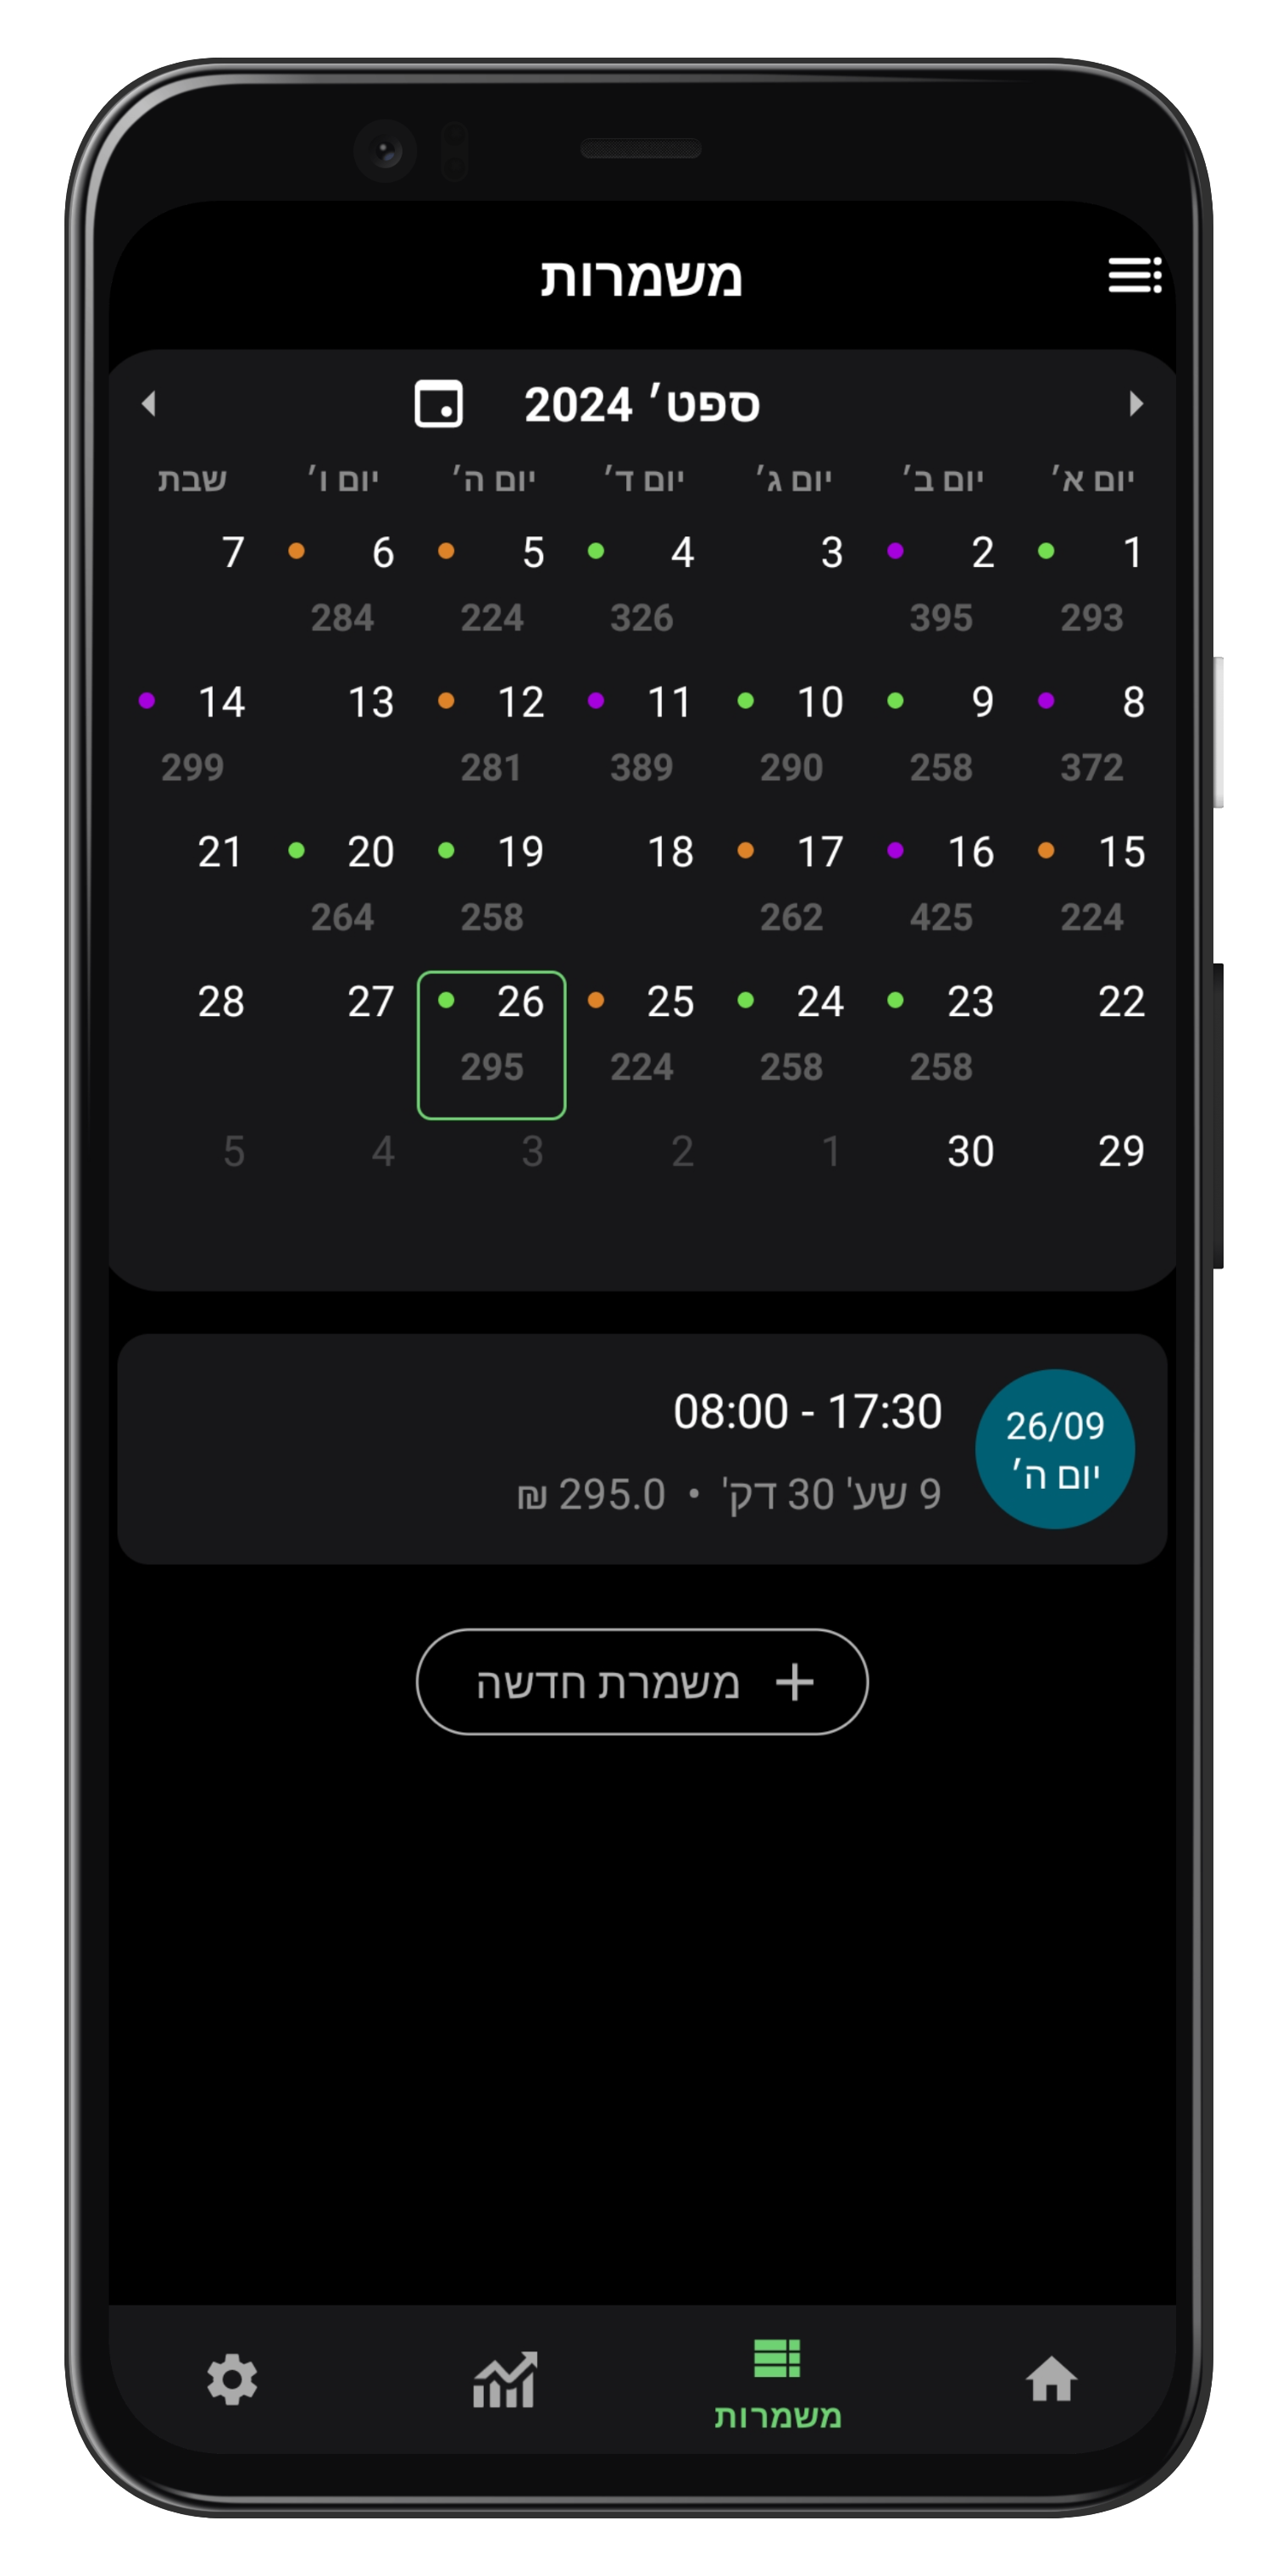 משמרות
ספט׳ 2024
יום א׳ יום ב׳ יום ג׳ יום ד׳ יום ה׳ יום ו׳ שבת
1 2 3 4 5 6 7
293 395 326 224 284
8 9 10 11 12 13 14
372 258 290 389 281 299
15 16 17 18 19 20 21
224 425 262 258 264
22 23 24 25 26 27 28
258 258 224 295
29 30 1 2 3 4 5
26/09
יום ה׳
08:00 - 17:30
9 שע' 30 דק' • 295.0 ₪
+ משמרת חדשה
משמרות